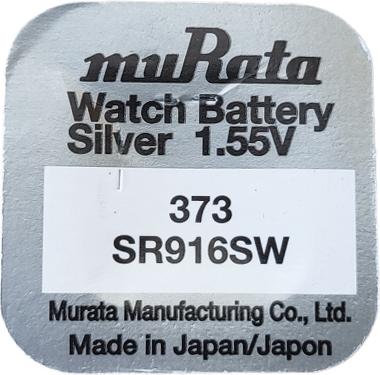 muRata
Watch Battery
Silver 1.55V
373
SR916SW
Murata Manufacturing Co., Ltd.
Made in Japan/Japon